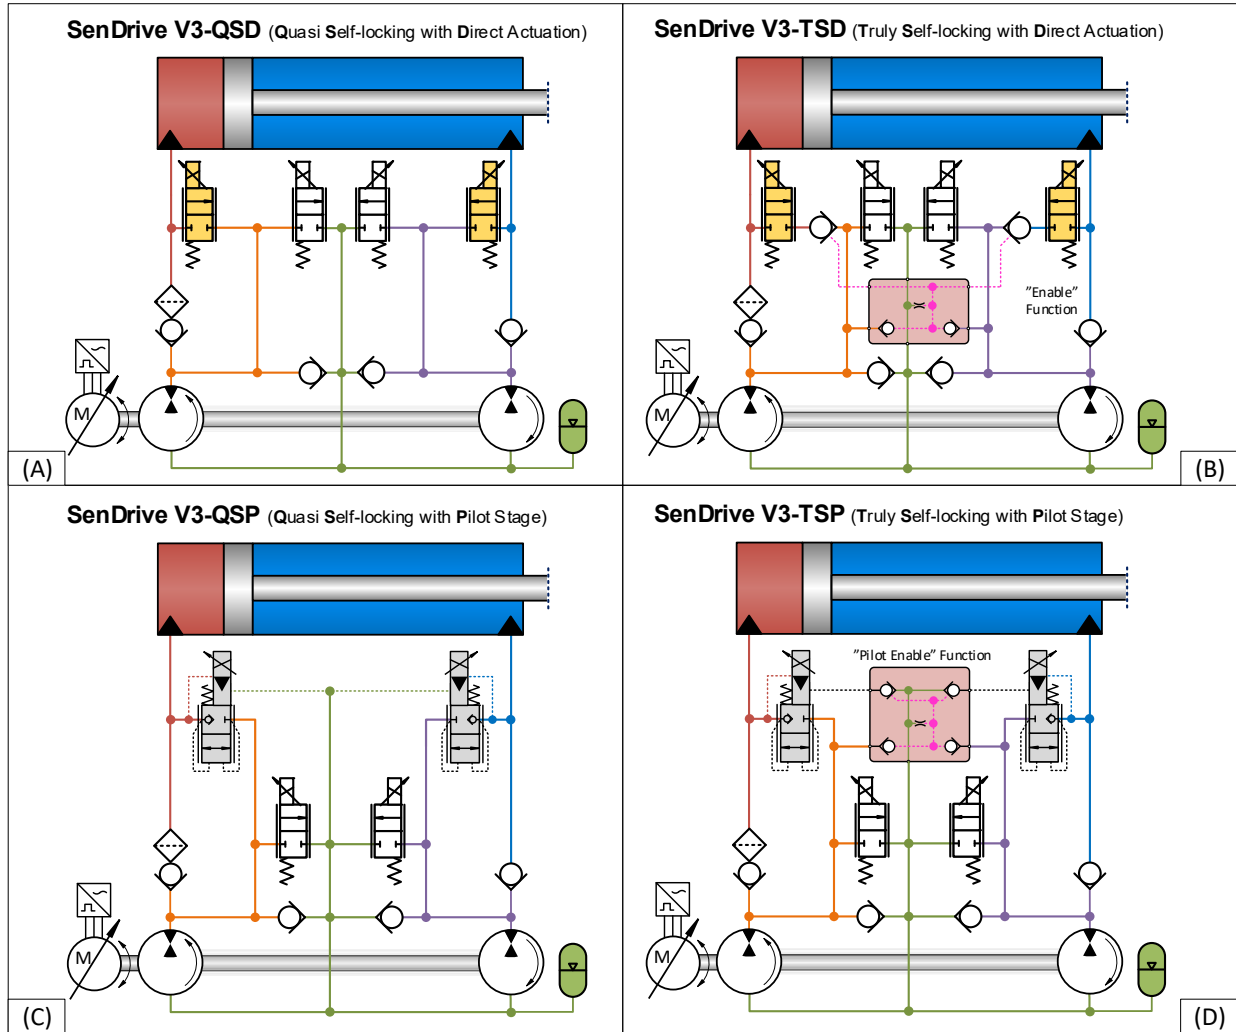 SenDrive V3-QSD (Quasi Self-locking with Direct Actuation)
M
(A)
SenDrive V3-TSD (Truly Self-locking with Direct Actuation)
”Enable”
Function
M
(B)
SenDrive V3-QSP (Quasi Self-locking with Pilot Stage)
M
(C)
SenDrive V3-TSP (Truly Self-locking with Pilot Stage)
”Pilot Enable” Function
M
(D)